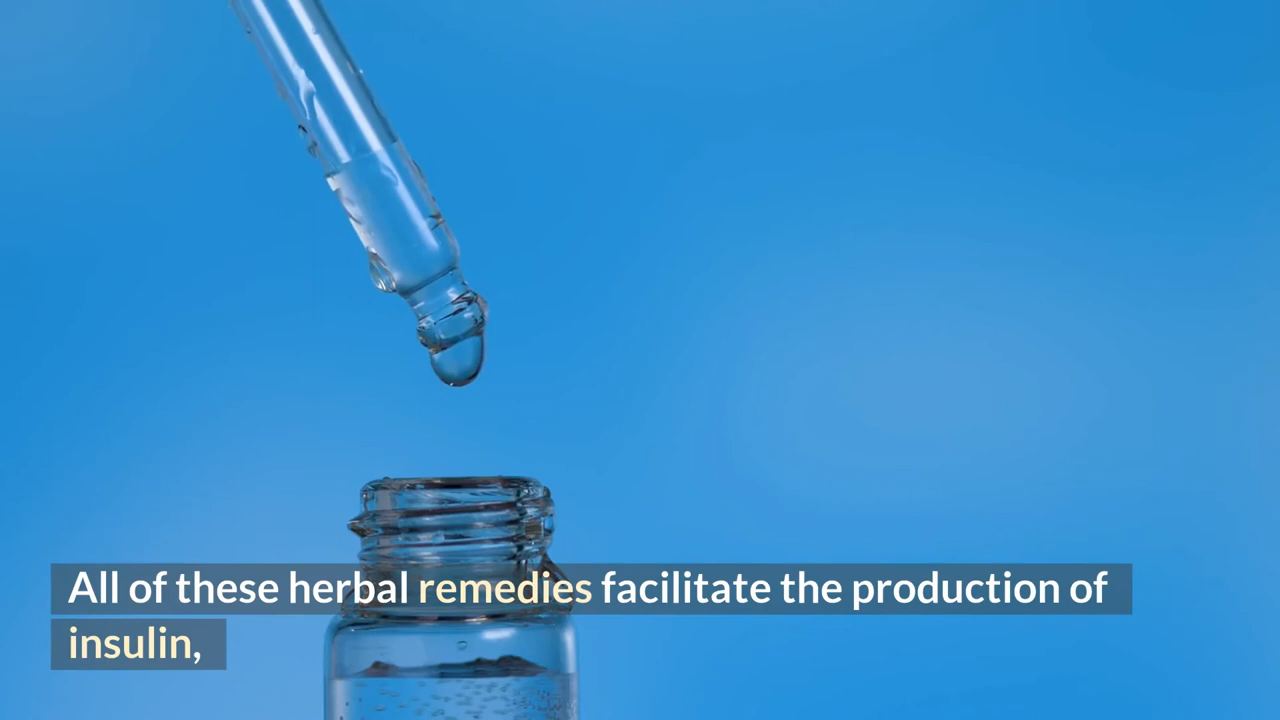 All of these herbal remedies facilitate the production of
insulin,